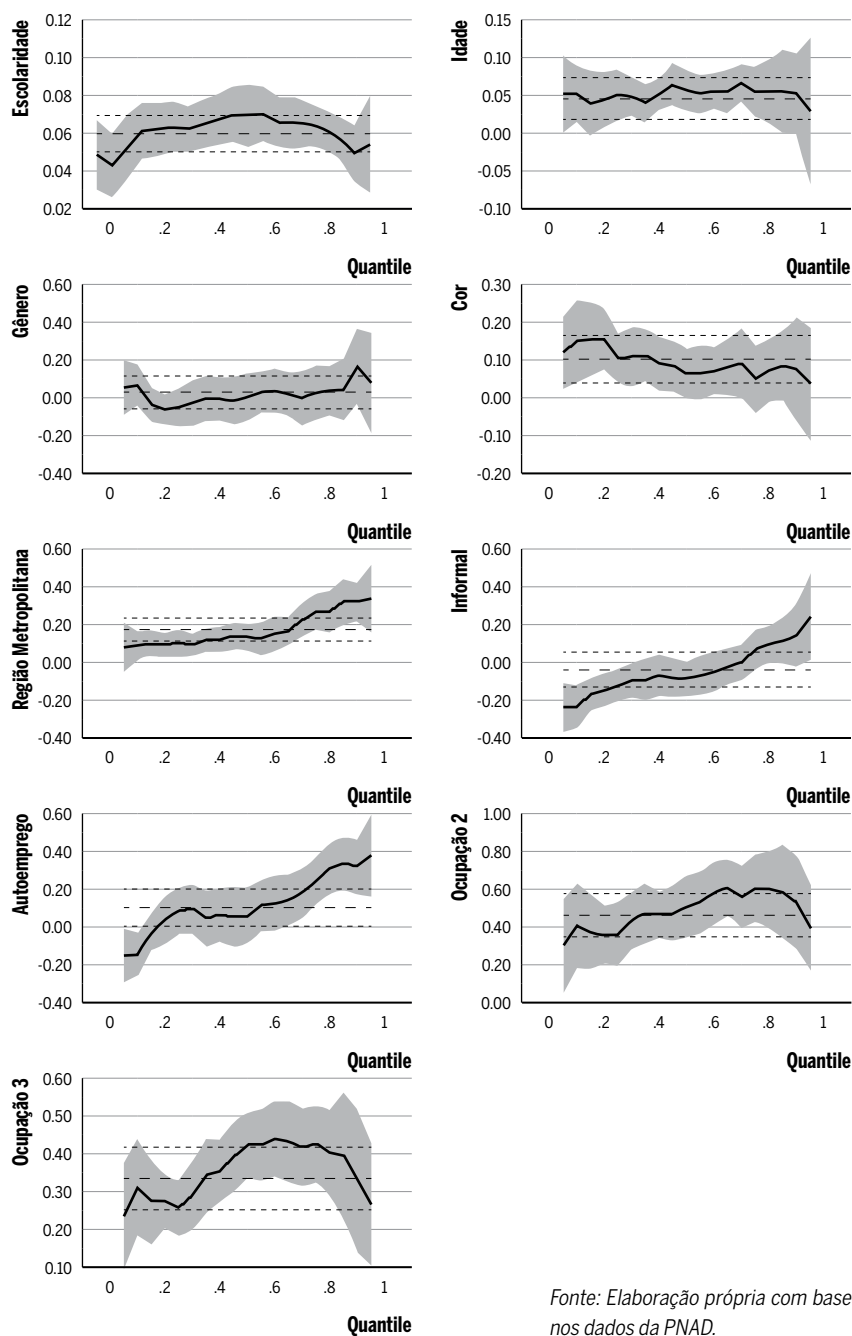 Escolaridade
0.12
0.10
0.08
0.06
0.04
0.02
0 .2 .4 .6 .8 1
Quantile
Idade
0.15
0.10
0.05
0.00
-0.05
-0.10
0 .2 .4 .6 .8 1
Quantile
Gênero
0.60
0.40
0.20
0.00
-0.20
-0.40
0 .2 .4 .6 .8 1
Quantile
Cor
0.30
0.20
0.10
0.00
-0.10
-0.20
0 .2 .4 .6 .8 1
Quantile
Região Metropolitana
0.60
0.40
0.20
0.00
-0.20
-0.40
0 .2 .4 .6 .8 1
Quantile
Informal
0.60
0.40
0.20
0.00
-0.20
-0.40
0 .2 .4 .6 .8 1
Quantile
Autoemprego
0.60
0.40
0.20
0.00
-0.40
0 .2 .4 .6 .8 1
Quantile
Ocupação 2
1.00
0.80
0.60
0.40
0.20
0.00
0 .2 .4 .6 .8 1
Quantile
Ocupação 3
0.60
0.50
0.40
0.30
0.20
0.10
0 .2 .4 .6 .8 1
Quantile
Fonte: Elaboração própria com base
nos dados da PNAD.